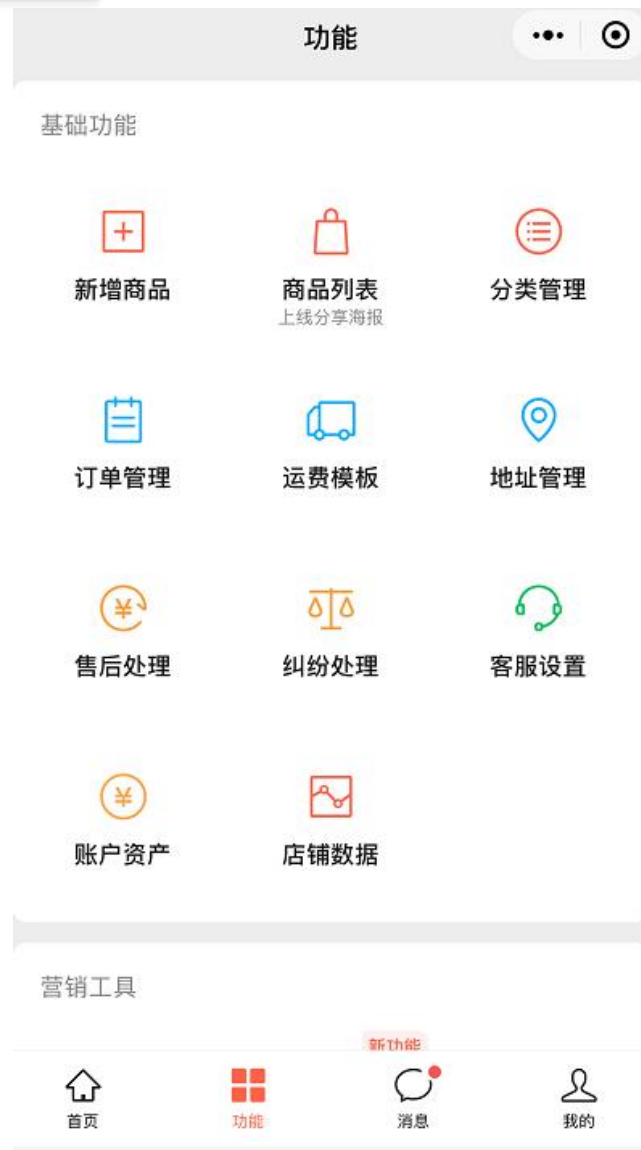 功能
基础功能
新增商品
商品列表
分类管理
上线分享海报
订单管理
运费模板
地址管理
售后处理
纠纷处理
客服设置
账户资产
店铺数据
营销工具
新功能
首页
功能
消息
我的